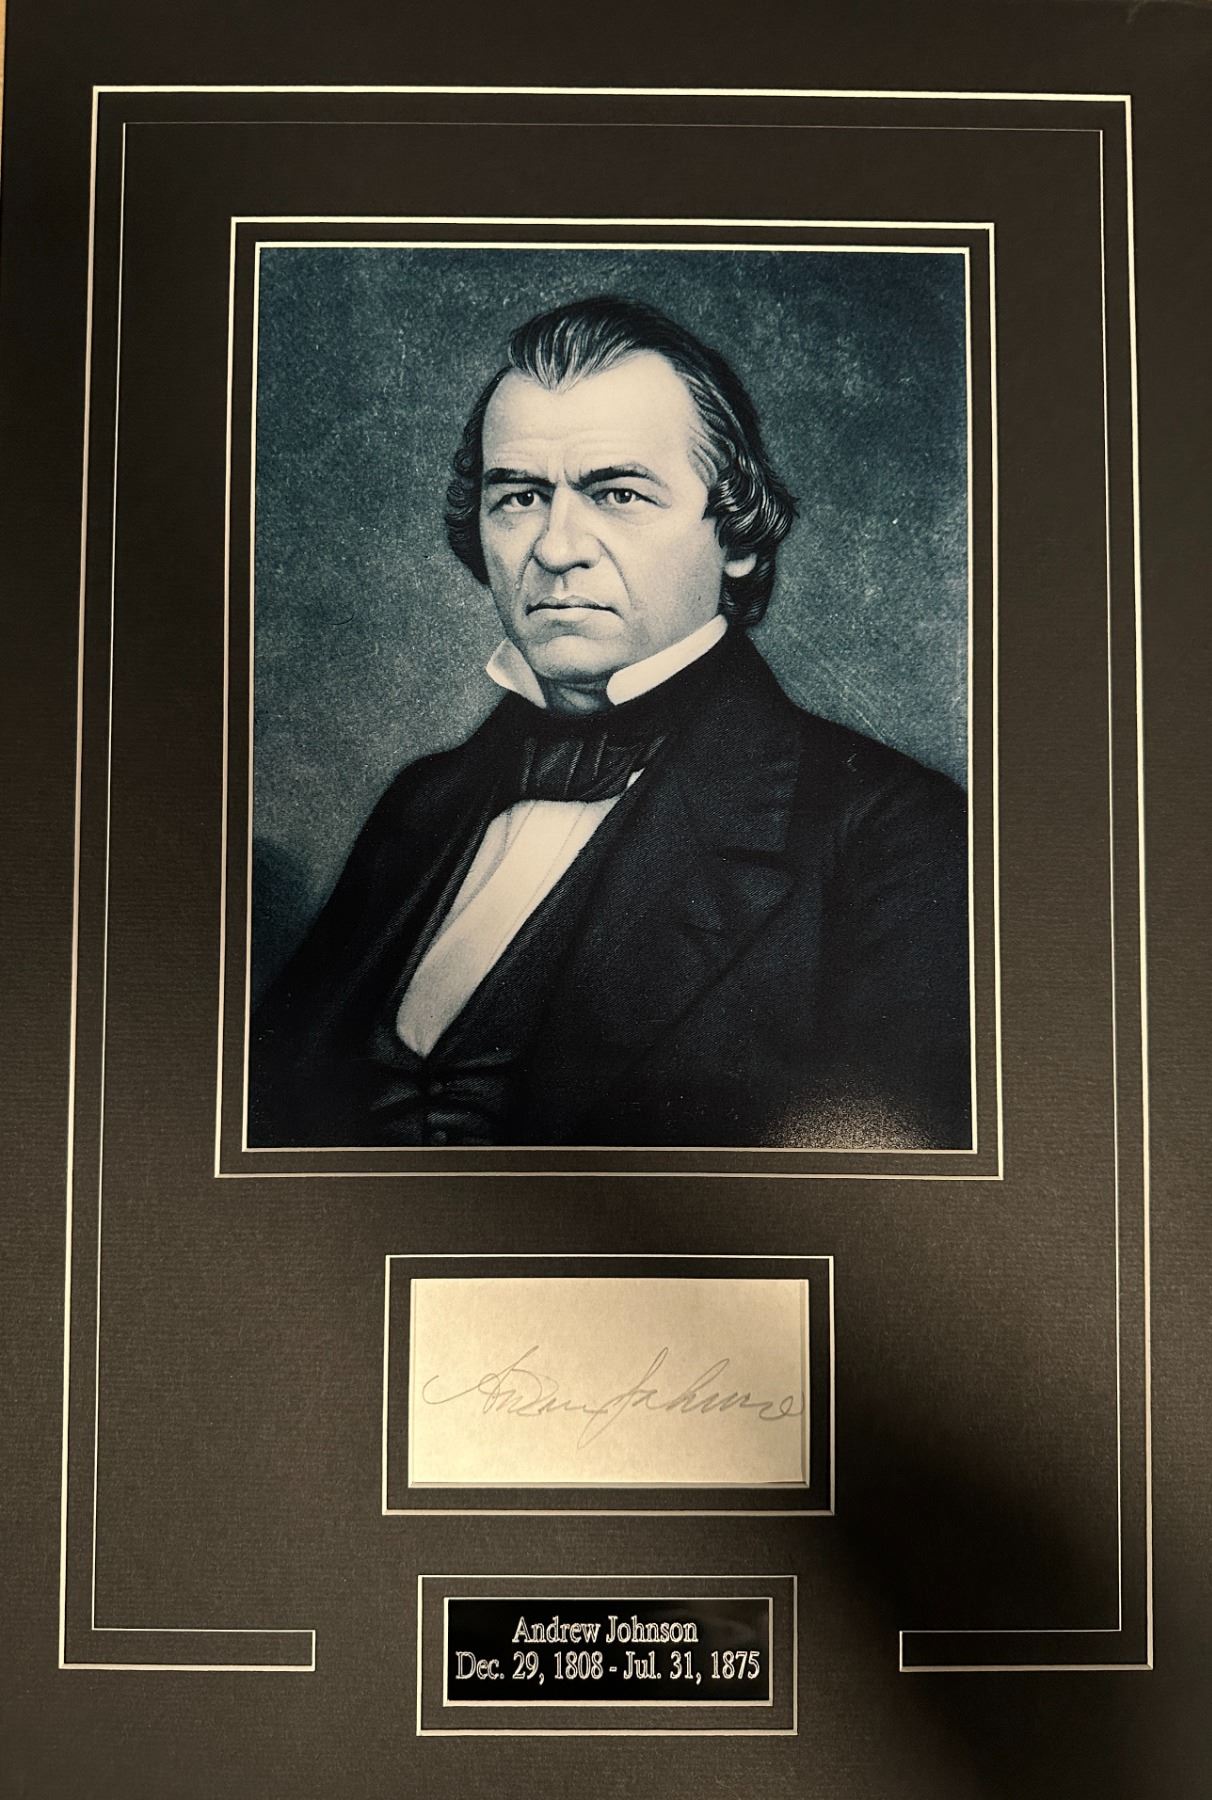 Andrew Johnson
Andrew Johnson
Dec. 29, 1808 - Jul. 31, 1875